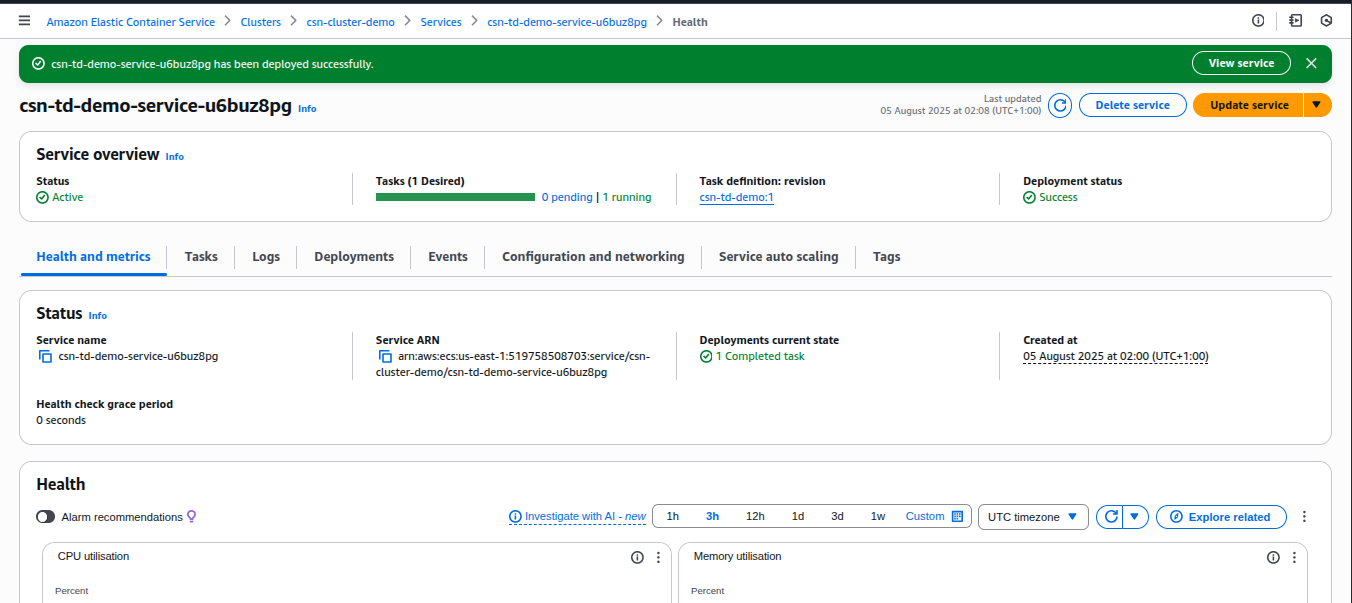 Amazon Elastic Container Service > Clusters > csn-cluster-demo > Services > csn-td-demo-service-u6buz8pg > Health
csn-td-demo-service-u6buz8pg has been deployed successfully. View service
csn-td-demo-service-u6buz8pg Info
Last updated
05 August 2025 at 02:08 (UTC+1:00)
Delete service Update service
Service overview Info
Status Tasks (1 Desired) Task definition: revision Deployment status
Active 0 pending | 1 running csn-td-demo:1 Success
Health and metrics Tasks Logs Deployments Events Configuration and networking Service auto scaling Tags
Status Info
Service name Service ARN Deployments current state Created at
csn-td-demo-service-u6buz8pg arn:aws:ecs:us-east-1:519758508703:service/csn- 1 Completed task 05 August 2025 at 02:00 (UTC+1:00)
cluster-demo/csn-td-demo-service-u6buz8pg
Health check grace period
0 seconds
Health
Alarm recommendations Investigate with AI - new 1h 3h 12h 1d 3d 1w Custom UTC timezone Explore related
CPU utilisation Memory utilisation
Percent Percent